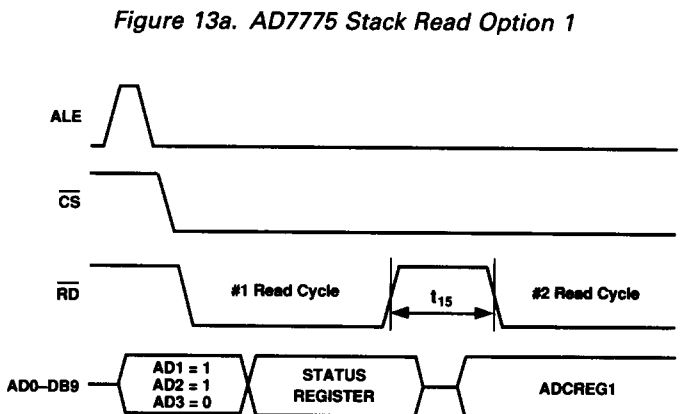 Figure 13a. AD7775 Stack Read Option 1
ALE
CS
RD
#1 Read Cycle
t15
#2 Read Cycle
AD0–DB9
AD1 = 1
AD2 = 1
AD3 = 0
STATUS
REGISTER
ADCREG1